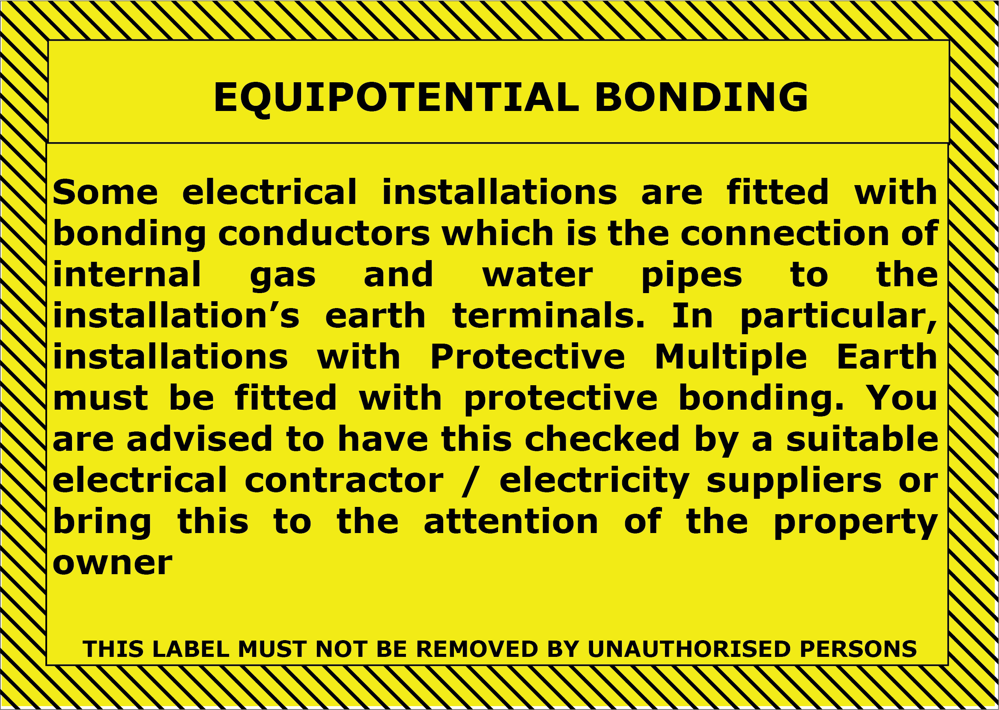 EQUIPOTENTIAL BONDING
Some electrical installations are fitted with
bonding conductors which is the connection of
internal gas and water pipes to the
installation’s earth terminals. In particular,
installations with Protective Multiple Earth
must be fitted with protective bonding. You
are advised to have this checked by a suitable
electrical contractor / electricity suppliers or
bring this to the attention of the property
owner
THIS LABEL MUST NOT BE REMOVED BY UNAUTHORISED PERSONS